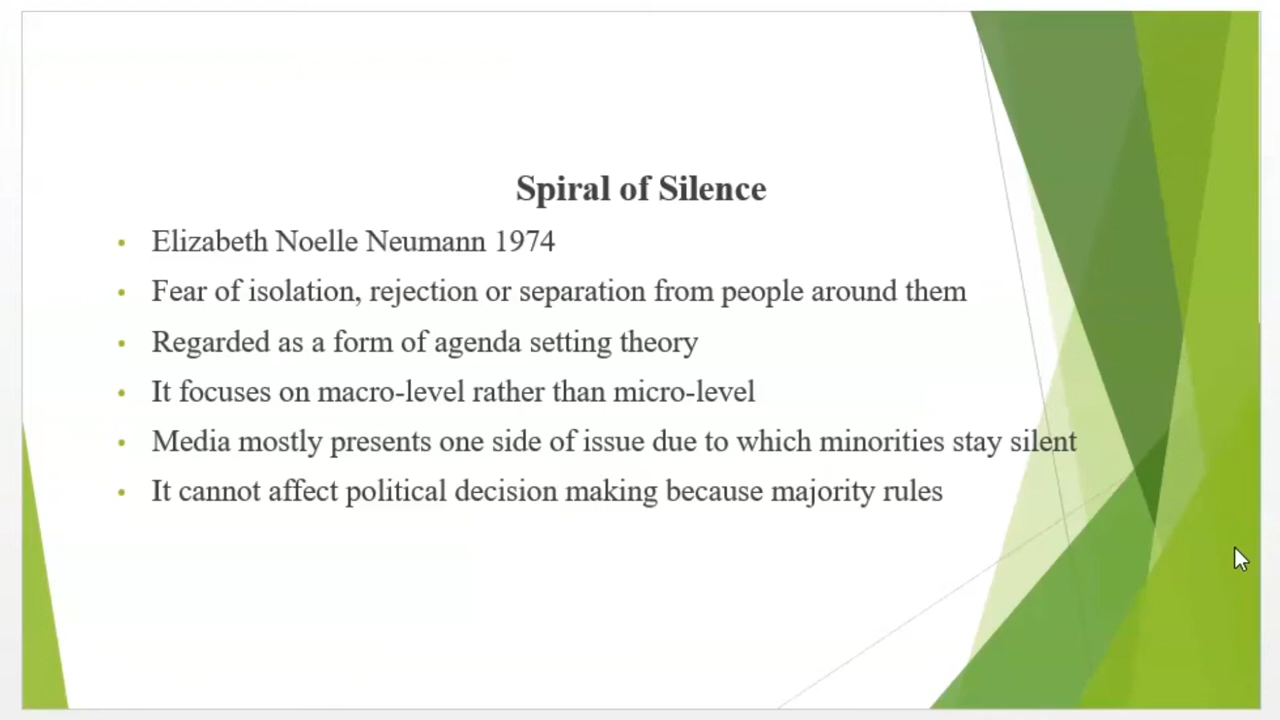 Spiral of Silence
• Elizabeth Noelle Neumann 1974
• Fear of isolation, rejection or separation from people around them
• Regarded as a form of agenda setting theory
• It focuses on macro-level rather than micro-level
• Media mostly presents one side of issue due to which minorities stay silent
• It cannot affect political decision making because majority rules